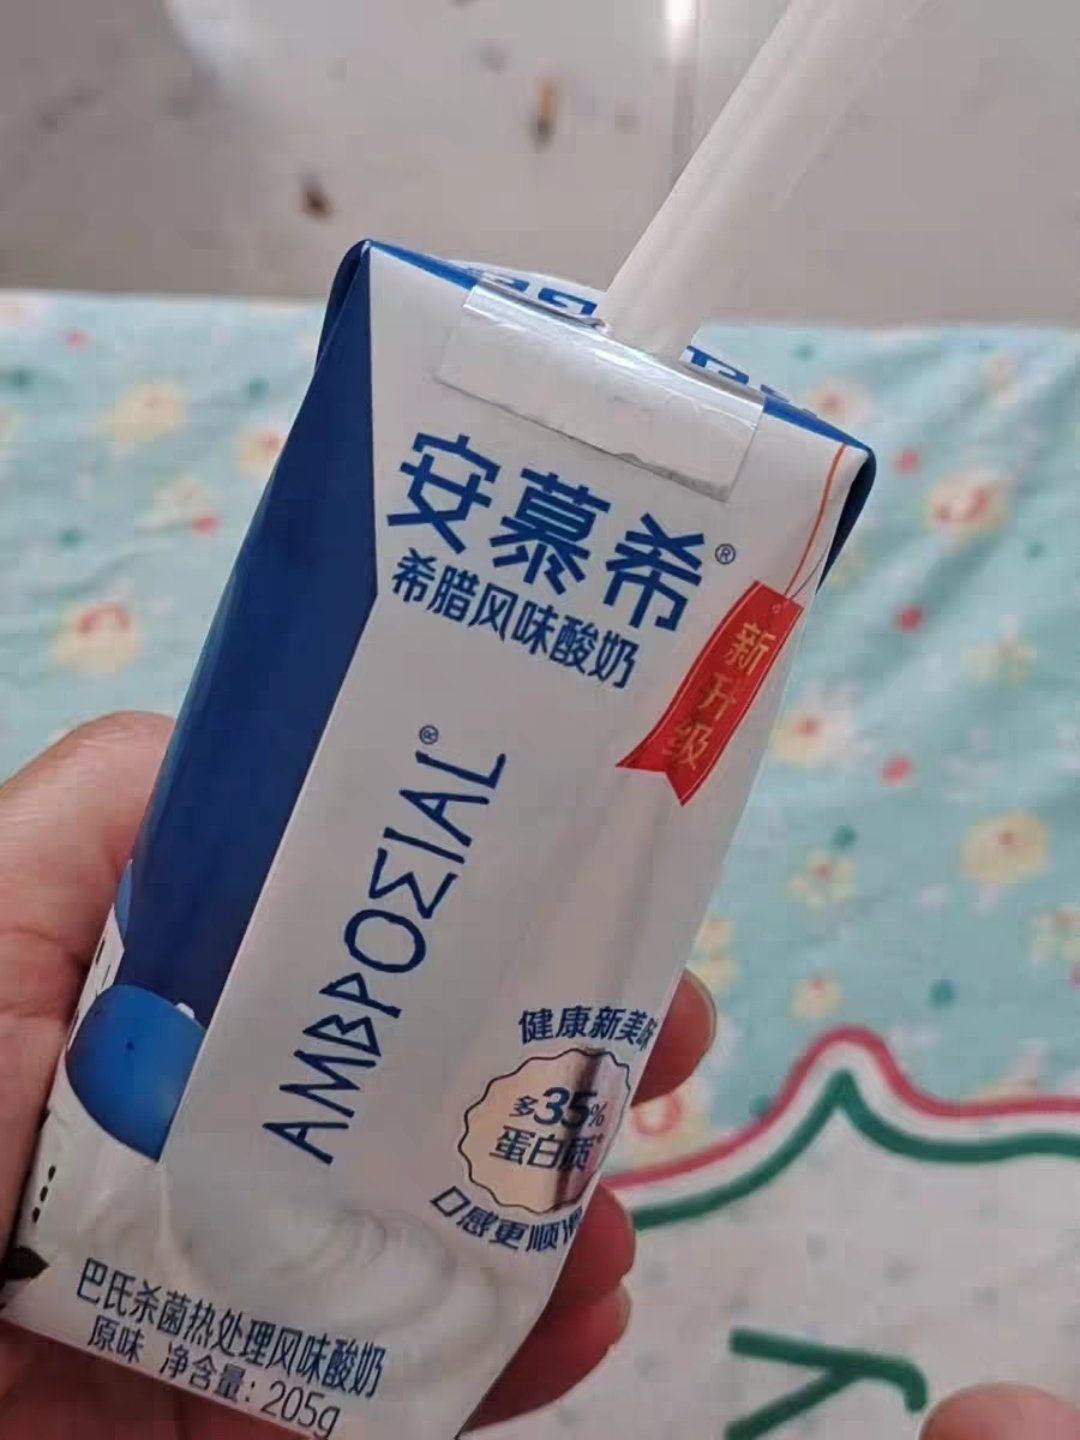 安慕希®
希腊风味酸奶
新升级
AMBPOΣIAL®
健康新美味
多35%
蛋白质*
口感更顺滑
巴氏杀菌热处理风味酸奶
原味 净含量: 205g